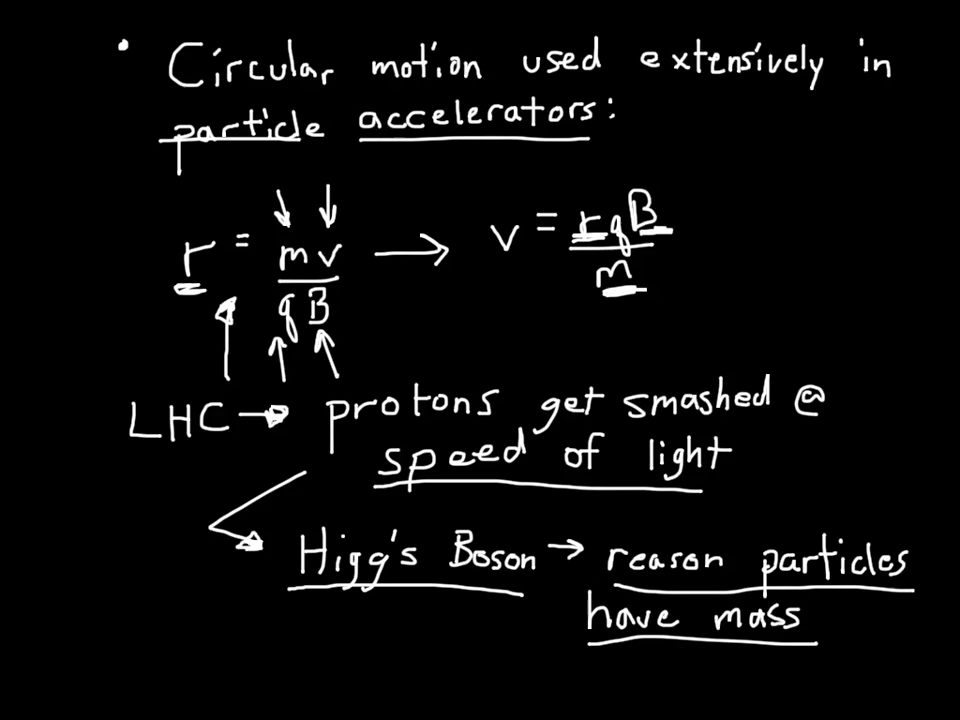 • Circular motion used extensively in
particle accelerators:
r = mv/qB → v = rqB/m
LHC → protons get smashed @
speed of light
Higg's Boson → reason particles
have mass